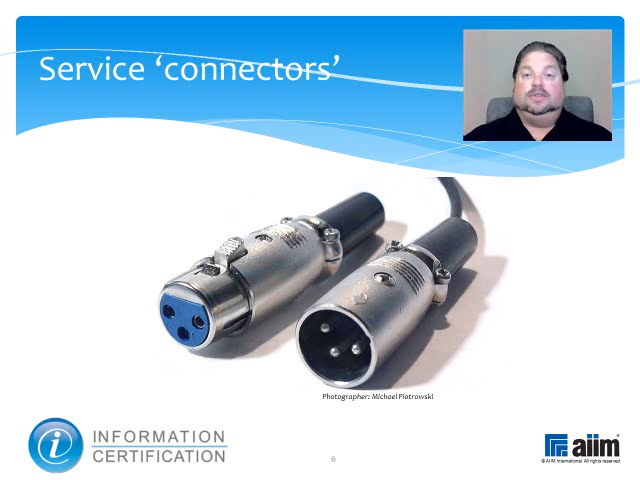 Service ‘connectors’
Photographer: Michael Piotrowski
i INFORMATION
CERTIFICATION
6
aiim
© AIIM International. All rights reserved